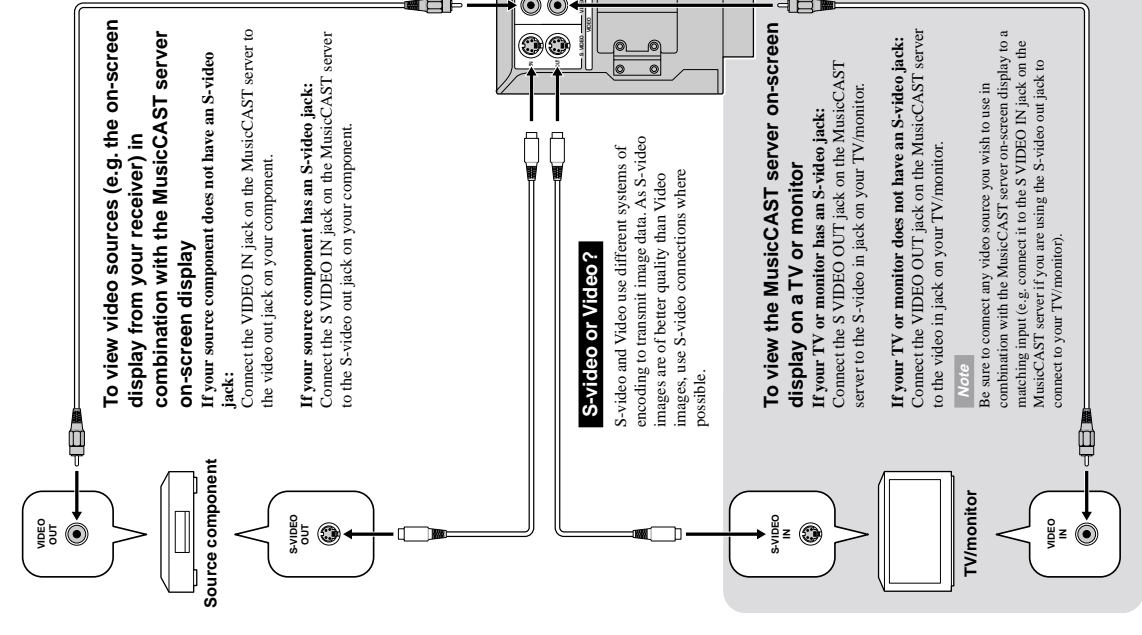 To view video sources (e.g. the on-screen
display from your receiver) in
combination with the MusicCAST server
on-screen display
If your source component does not have an S-video
jack:
Connect the VIDEO IN jack on the MusicCAST server to
the video out jack on your component.
If your source component has an S-video jack:
Connect the S VIDEO IN jack on the MusicCAST server
to the S-video out jack on your component.
VIDEO
OUT
Source component
S-VIDEO
OUT
S VIDEO
VIDEO
IN
OUT
S-video or Video?
S-video and Video use different systems of
encoding to transmit image data. As S-video
images are of better quality than Video
images, use S-video connections where
possible.
To view the MusicCAST server on-screen
display on a TV or monitor
If your TV or monitor has an S-video jack:
Connect the S VIDEO OUT jack on the MusicCAST
server to the S-video in jack on your TV/monitor.
If your TV or monitor does not have an S-video jack:
Connect the VIDEO OUT jack on the MusicCAST server
to the video in jack on your TV/monitor.
Note
Be sure to connect any video source you wish to use in
combination with the MusicCAST server on-screen display to a
matching input (e.g. connect it to the S VIDEO IN jack on the
MusicCAST server if you are using the S-video out jack to
connect to your TV/monitor).
S-VIDEO
IN
TV/monitor
VIDEO
IN